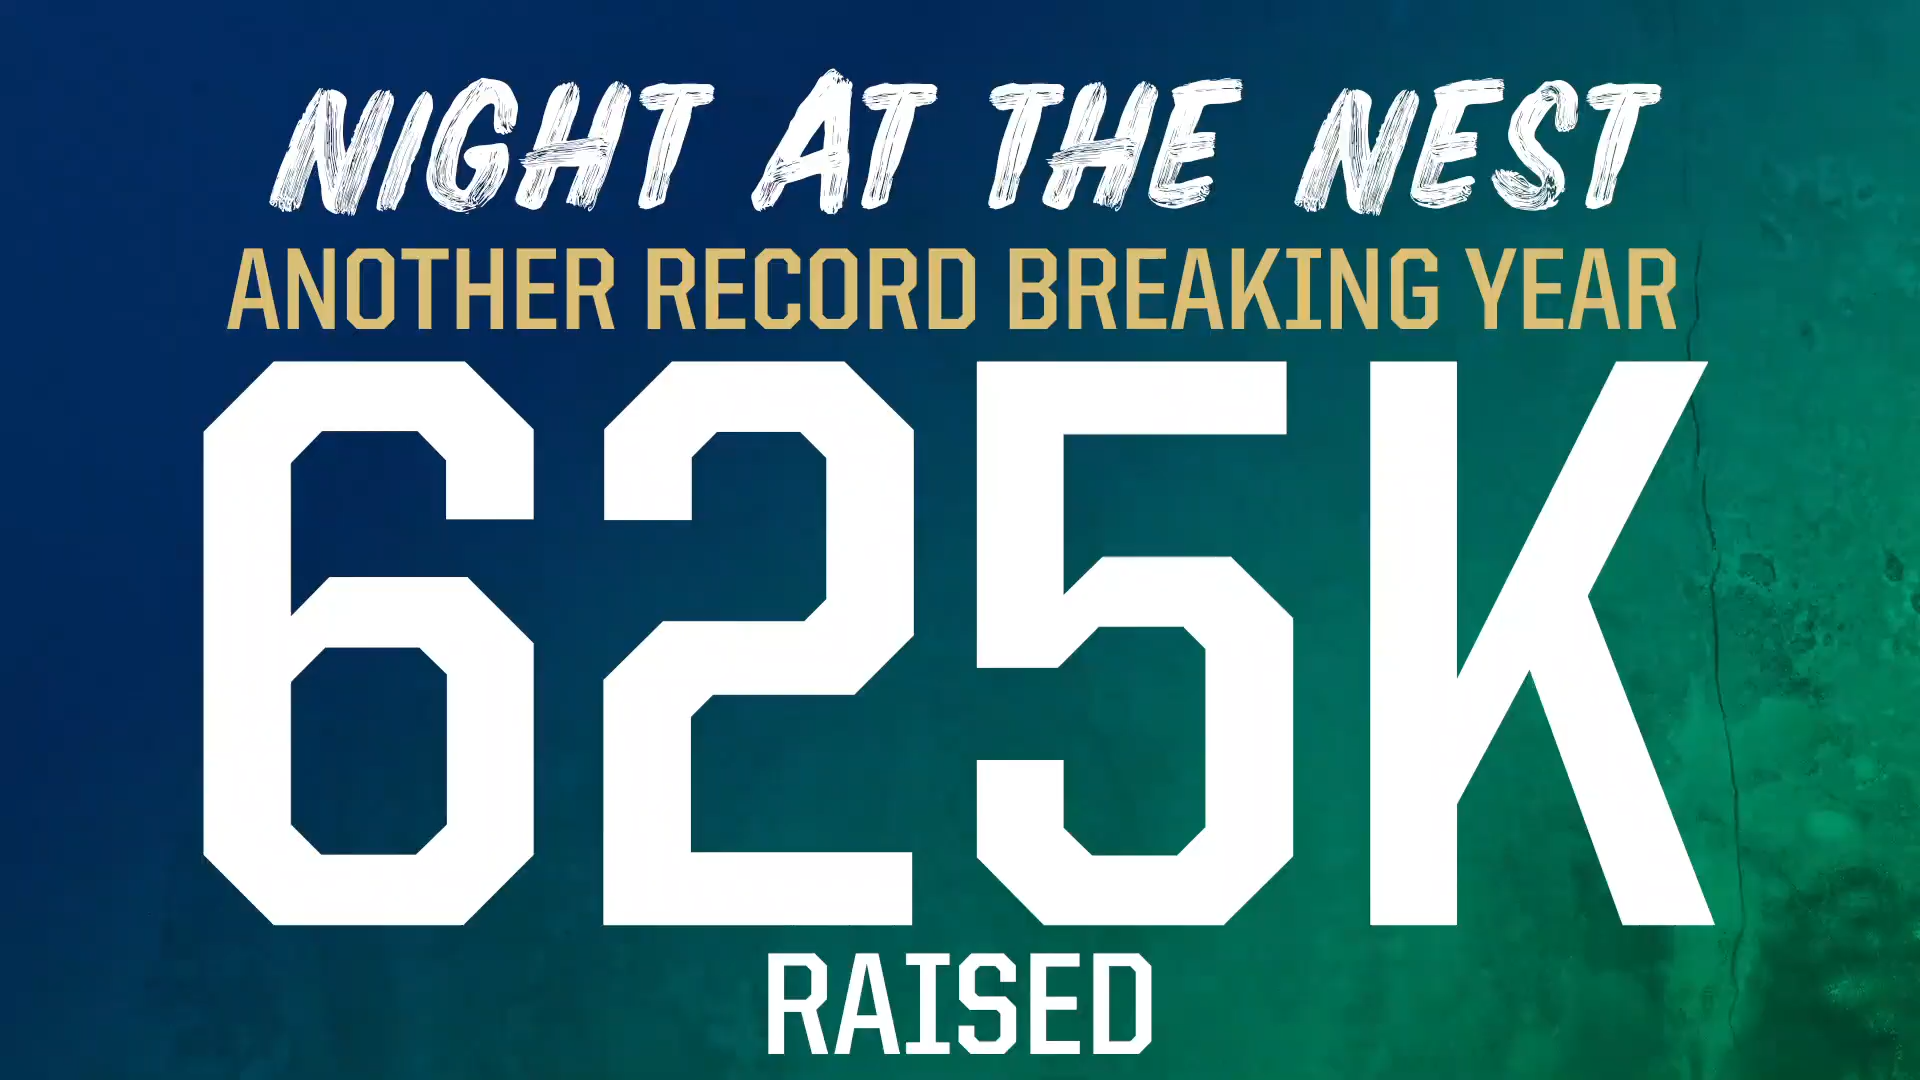 NIGHT AT THE NEST
ANOTHER RECORD BREAKING YEAR
625K
RAISED